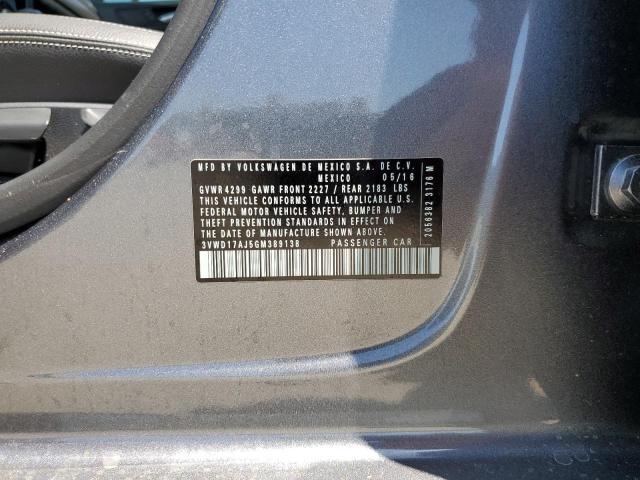 MFD BY VOLKSWAGEN DE MEXICO S.A. DE C.V.
MEXICO 05/16
GVWR 4299 GAWR FRONT 2227 / REAR 2183 LBS
THIS VEHICLE CONFORMS TO ALL APPLICABLE U.S.
FEDERAL MOTOR VEHICLE SAFETY, BUMPER AND
THEFT PREVENTION STANDARDS IN EFFECT ON
THE DATE OF MANUFACTURE SHOWN ABOVE.
3VWD17AJ5GM389138 PASSENGER CAR
2056382 3176 M